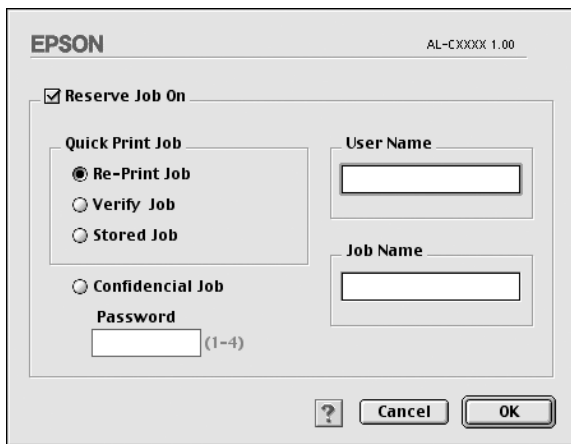 EPSON
AL-CXXXX 1.00
Reserve Job On
Quick Print Job
Re-Print Job
Verify Job
Stored Job
Confidencial Job
Password
(1-4)
User Name
Job Name
?
Cancel
OK